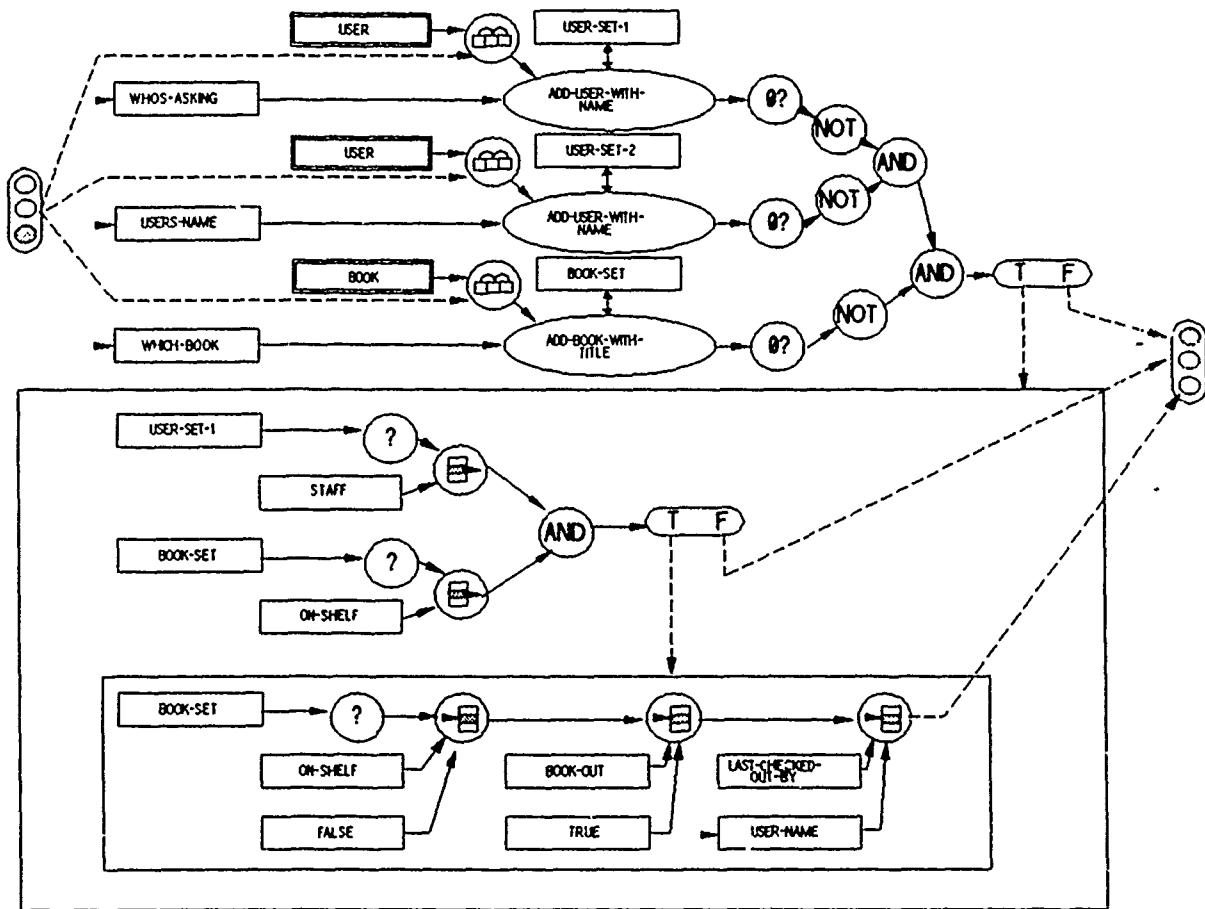 USER
USER-SET-1
WHOS-ASKING
ADD-USER-WITH-
NAME
0?
NOT
AND
USER
USER-SET-2
USERS-NAME
ADD-USER-WITH-
NAME
0?
NOT
BOOK
BOOK-SET
AND
T F
WHICH-BOOK
ADD-BOOK-WITH-
TITLE
0?
NOT
USER-SET-1
?
STAFF
AND
T F
BOOK-SET
?
ON-SHELF
BOOK-SET
?
ON-SHELF
BOOK-OUT
LAST-CHECKED-
OUT-BY
FALSE
TRUE
USER-NAME